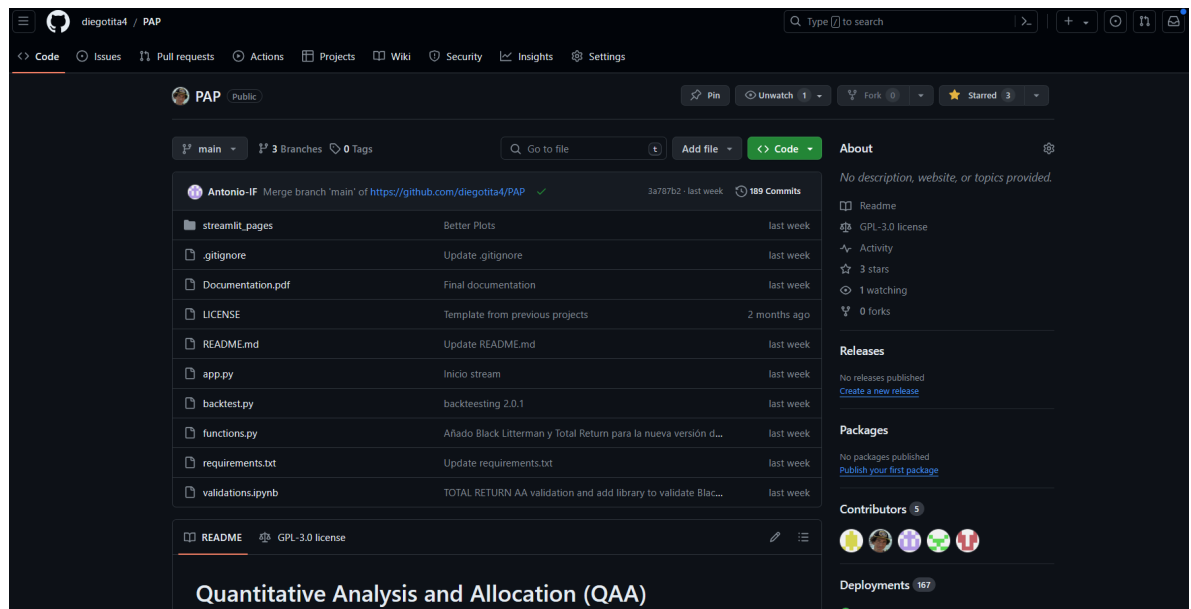 diegotita4 / PAP
Type / to search
Code Issues Pull requests Actions Projects Wiki Security Insights Settings
PAP Public
Pin Unwatch 1 Fork 0 Starred 3
main 3 Branches 0 Tags Go to file t Add file Code
Antonio-IF Merge branch 'main' of https://github.com/diegotita4/PAP 3a787b2 · last week 189 Commits
streamlit_pages Better Plots last week
.gitignore Update .gitignore last week
Documentation.pdf Final documentation last week
LICENSE Template from previous projects 2 months ago
README.md Update README.md last week
app.py Inicio stream last week
backtest.py backteesting 2.0.1 last week
functions.py Añado Black Litterman y Total Return para la nueva versión d... last week
requirements.txt Update requirements.txt last week
validations.ipynb TOTAL RETURN AA validation and add library to validate Blac... last week
README GPL-3.0 license
Quantitative Analysis and Allocation (QAA)
About
No description, website, or topics provided.
Readme
GPL-3.0 license
Activity
3 stars
1 watching
0 forks
Releases
No releases published
Create a new release
Packages
No packages published
Publish your first package
Contributors 5
Deployments 167